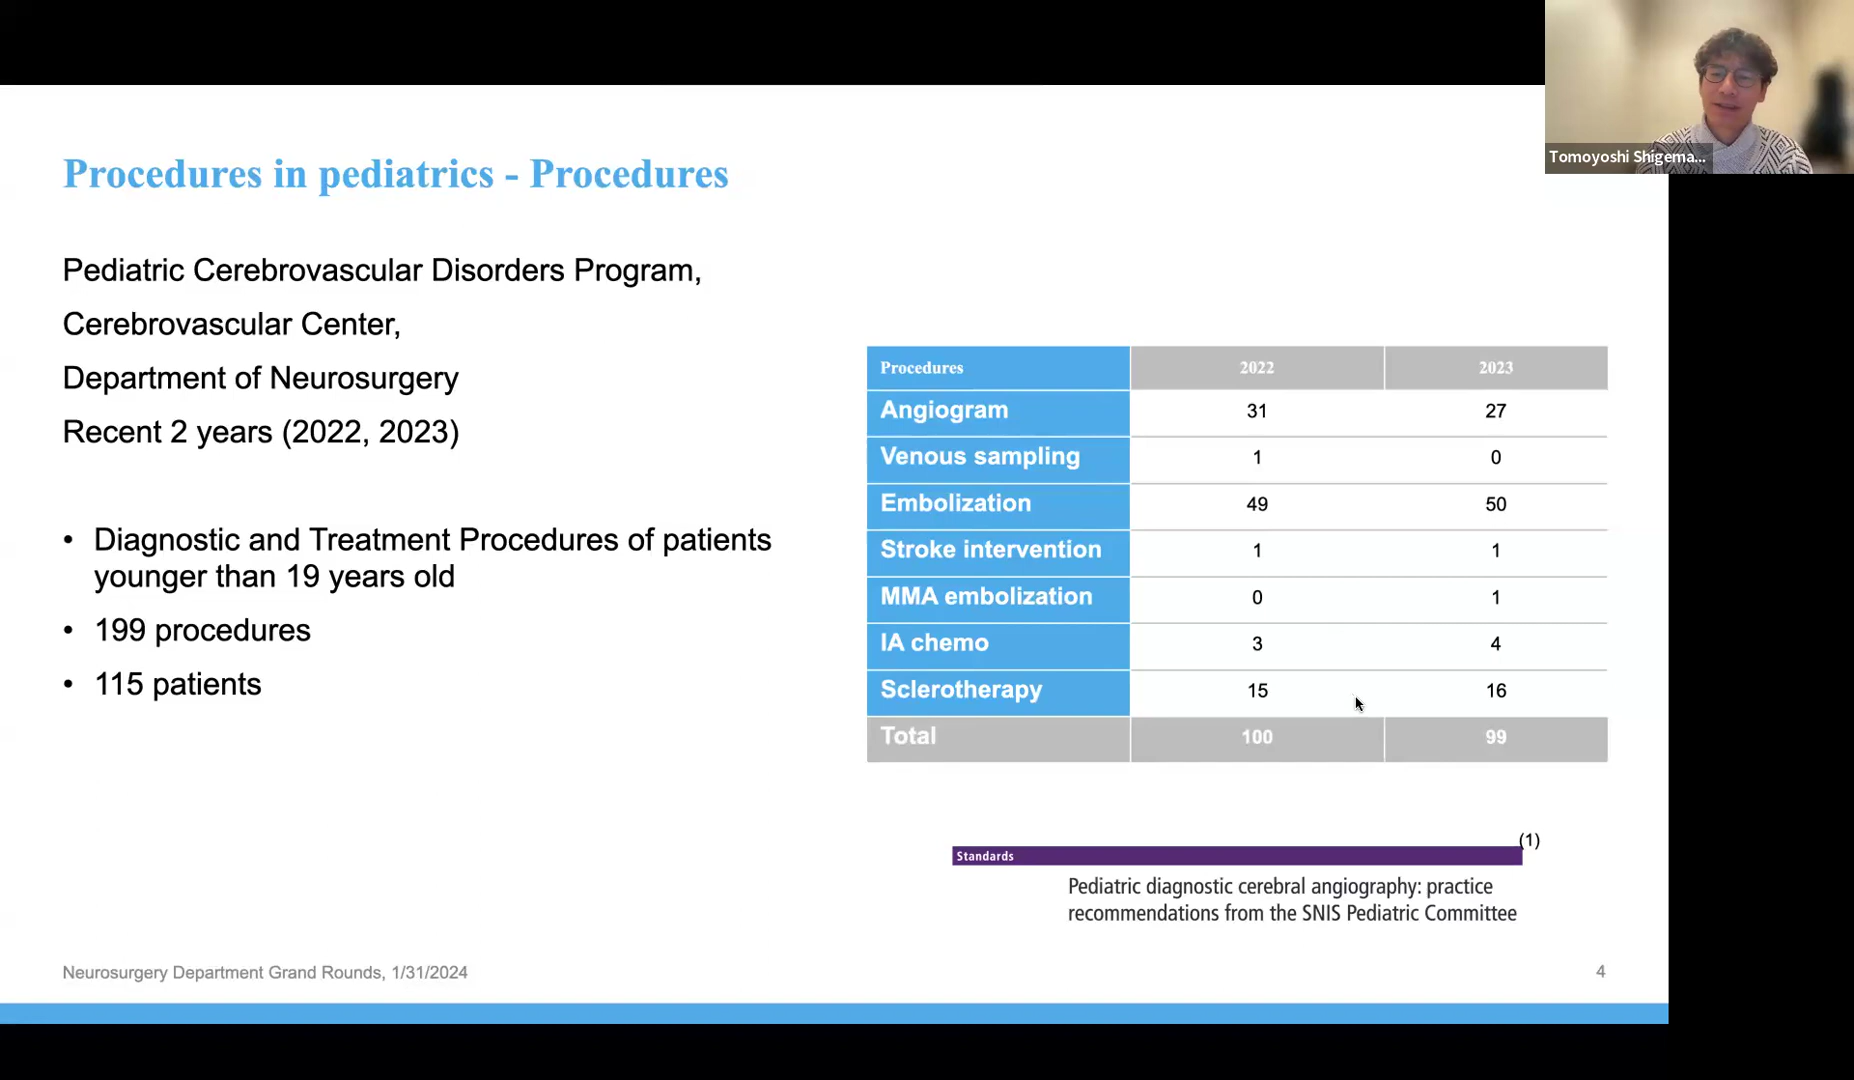 Tomoyoshi Shigema...
Procedures in pediatrics - Procedures
Pediatric Cerebrovascular Disorders Program,
Cerebrovascular Center,
Department of Neurosurgery
Recent 2 years (2022, 2023)
• Diagnostic and Treatment Procedures of patients
younger than 19 years old
• 199 procedures
• 115 patients
Procedures 2022 2023
Angiogram 31 27
Venous sampling 1 0
Embolization 49 50
Stroke intervention 1 1
MMA embolization 0 1
IA chemo 3 4
Sclerotherapy 15 16
Total 100 99
(1)
Standards
Pediatric diagnostic cerebral angiography: practice
recommendations from the SNIS Pediatric Committee
Neurosurgery Department Grand Rounds, 1/31/2024
4